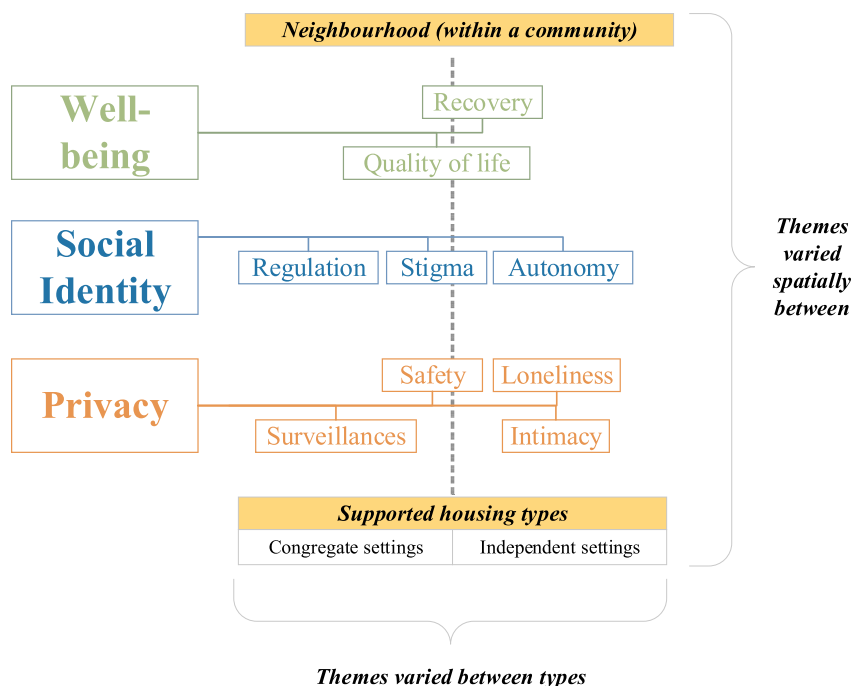 Neighbourhood (within a community)
Well-
being
Recovery
Quality of life
Social
Identity
Regulation
Stigma
Autonomy
Themes
varied
spatially
between
Privacy
Safety
Loneliness
Surveillances
Intimacy
Supported housing types
Congregate settings
Independent settings
Themes varied between types